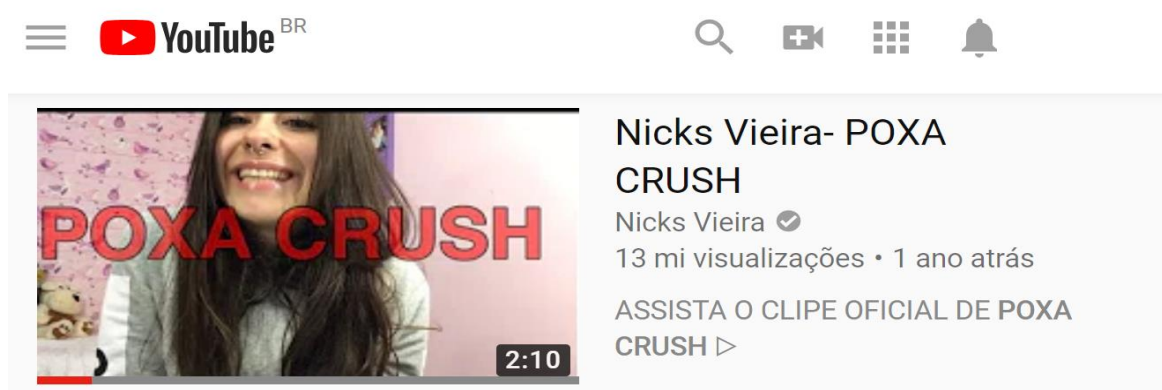 YouTube BR
Nicks Vieira- POXA
CRUSH
Nicks Vieira
13 mi visualizações • 1 ano atrás
ASSISTA O CLIPE OFICIAL DE POXA
CRUSH ▷
POXA CRUSH
2:10